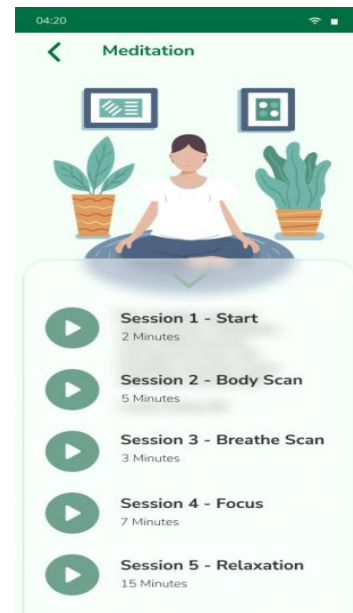 04:20
Meditation
Session 1 - Start
2 Minutes
Session 2 - Body Scan
5 Minutes
Session 3 - Breathe Scan
3 Minutes
Session 4 - Focus
7 Minutes
Session 5 - Relaxation
15 Minutes